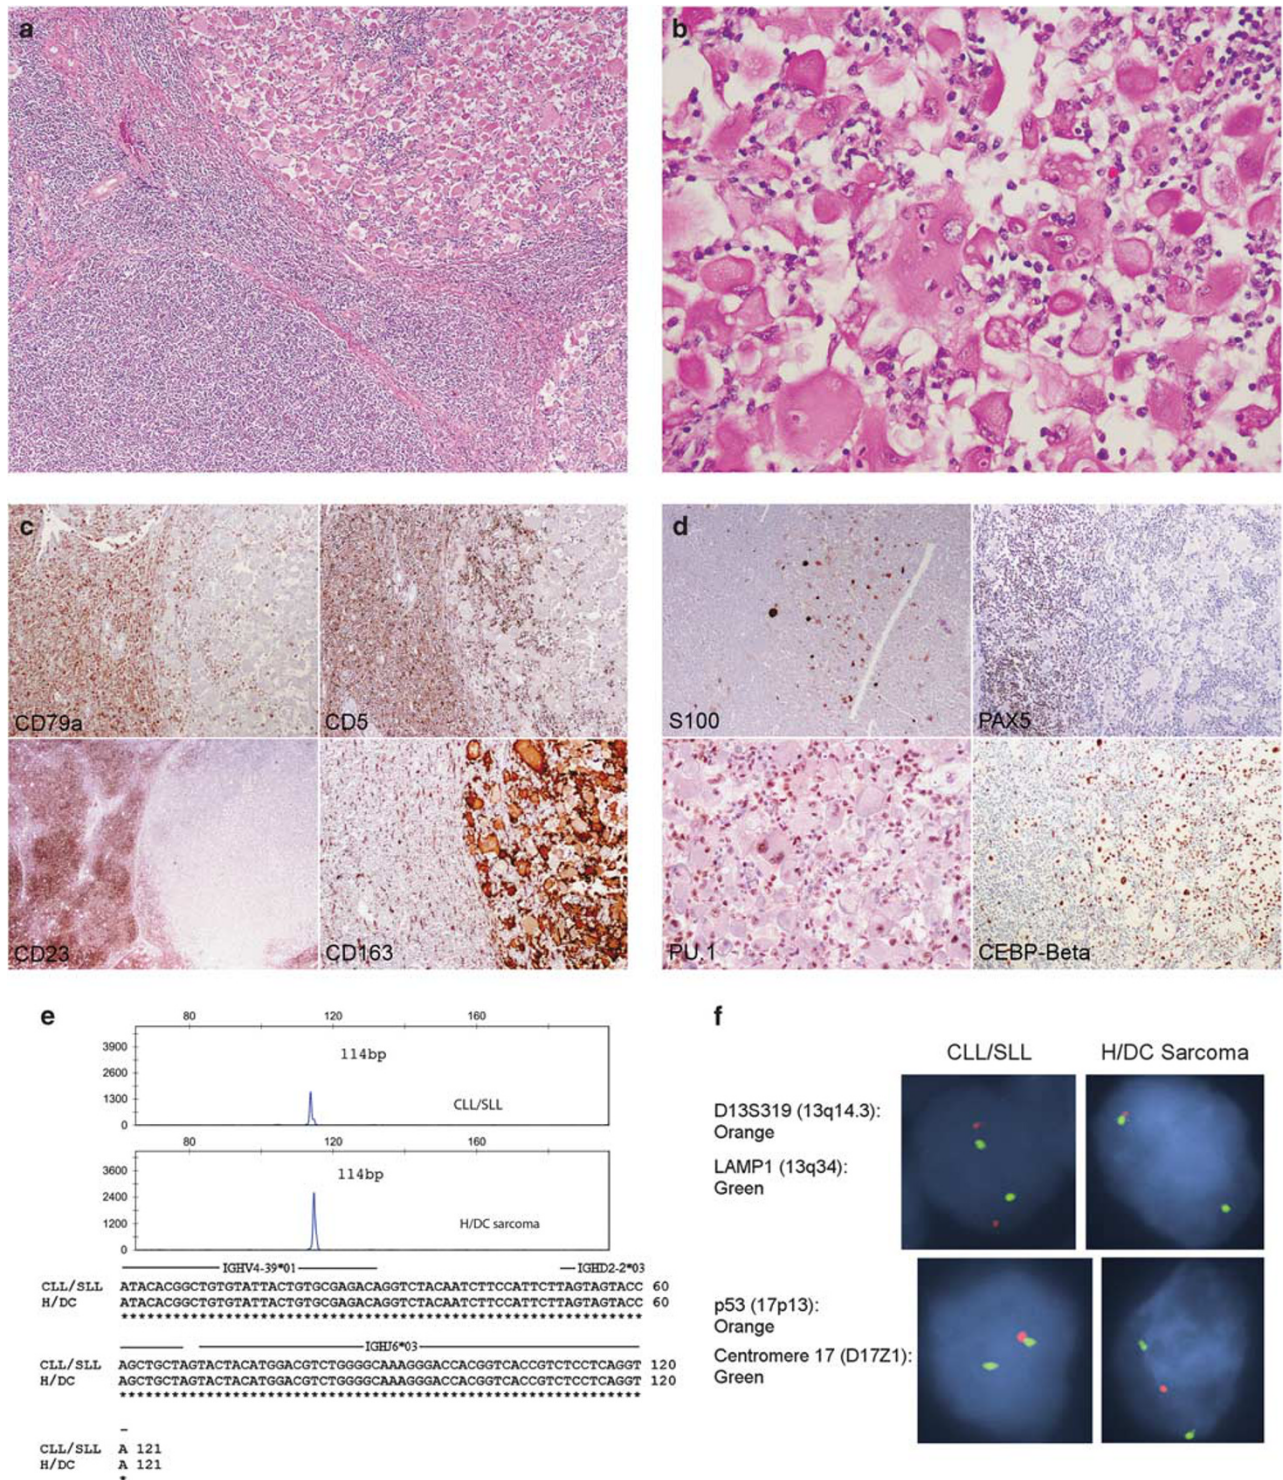 a
b
c
CD79a
CD5
CD23
CD163
d
S100
PAX5
PU.1
CEBP-Beta
e
80 120 160
3900
2600
1300
0
114bp
CLL/SLL
80 120 160
3600
2400
1200
0
114bp
H/DC sarcoma
IGHV4-39*01 IGHD2-2*03
CLL/SLL ATACACGGCTGTGTATTACTGTGCGAGACAGGTCTACAATCTTCCATTCTTAGTAGTACC 60
H/DC ATACACGGCTGTGTATTACTGTGCGAGACAGGTCTACAATCTTCCATTCTTAGTAGTACC 60
************************************************************
IGHJ6*03
CLL/SLL AGCTGCTAGTACTACATGGACGTCTGGGGCAAAGGGACCACGGTCACCGTCTCCTCAGGT 120
H/DC AGCTGCTAGTACTACATGGACGTCTGGGGCAAAGGGACCACGGTCACCGTCTCCTCAGGT 120
************************************************************
CLL/SLL A 121
H/DC A 121
*
f
CLL/SLL H/DC Sarcoma
D13S319 (13q14.3):
Orange
LAMP1 (13q34):
Green
p53 (17p13):
Orange
Centromere 17 (D17Z1):
Green